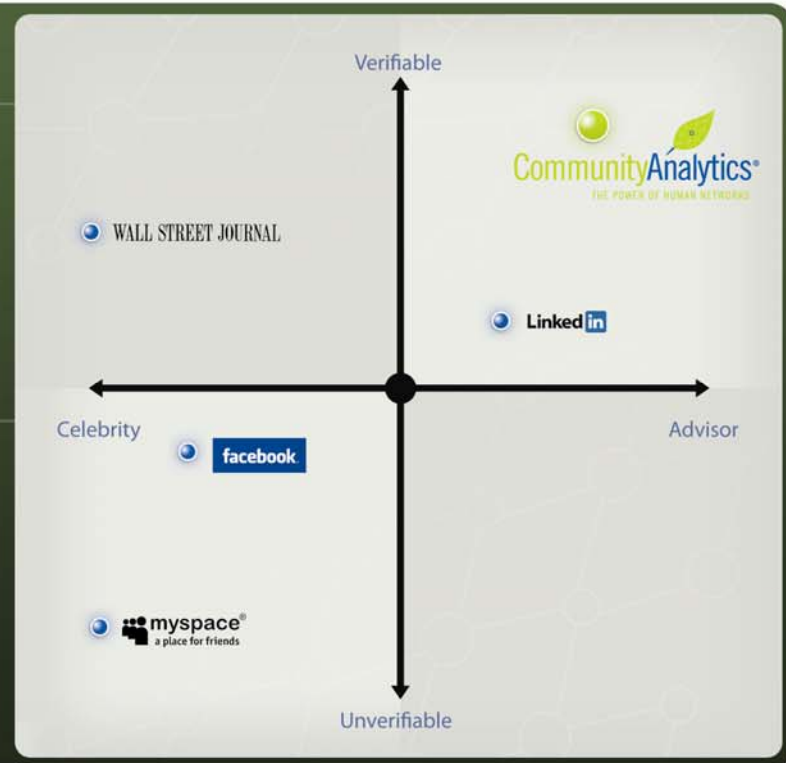 Verifiable
CommunityAnalytics®
THE POWER OF HUMAN NETWORKS
WALL STREET JOURNAL
Linked in
Celebrity
Advisor
facebook.
myspace®
a place for friends
Unverifiable